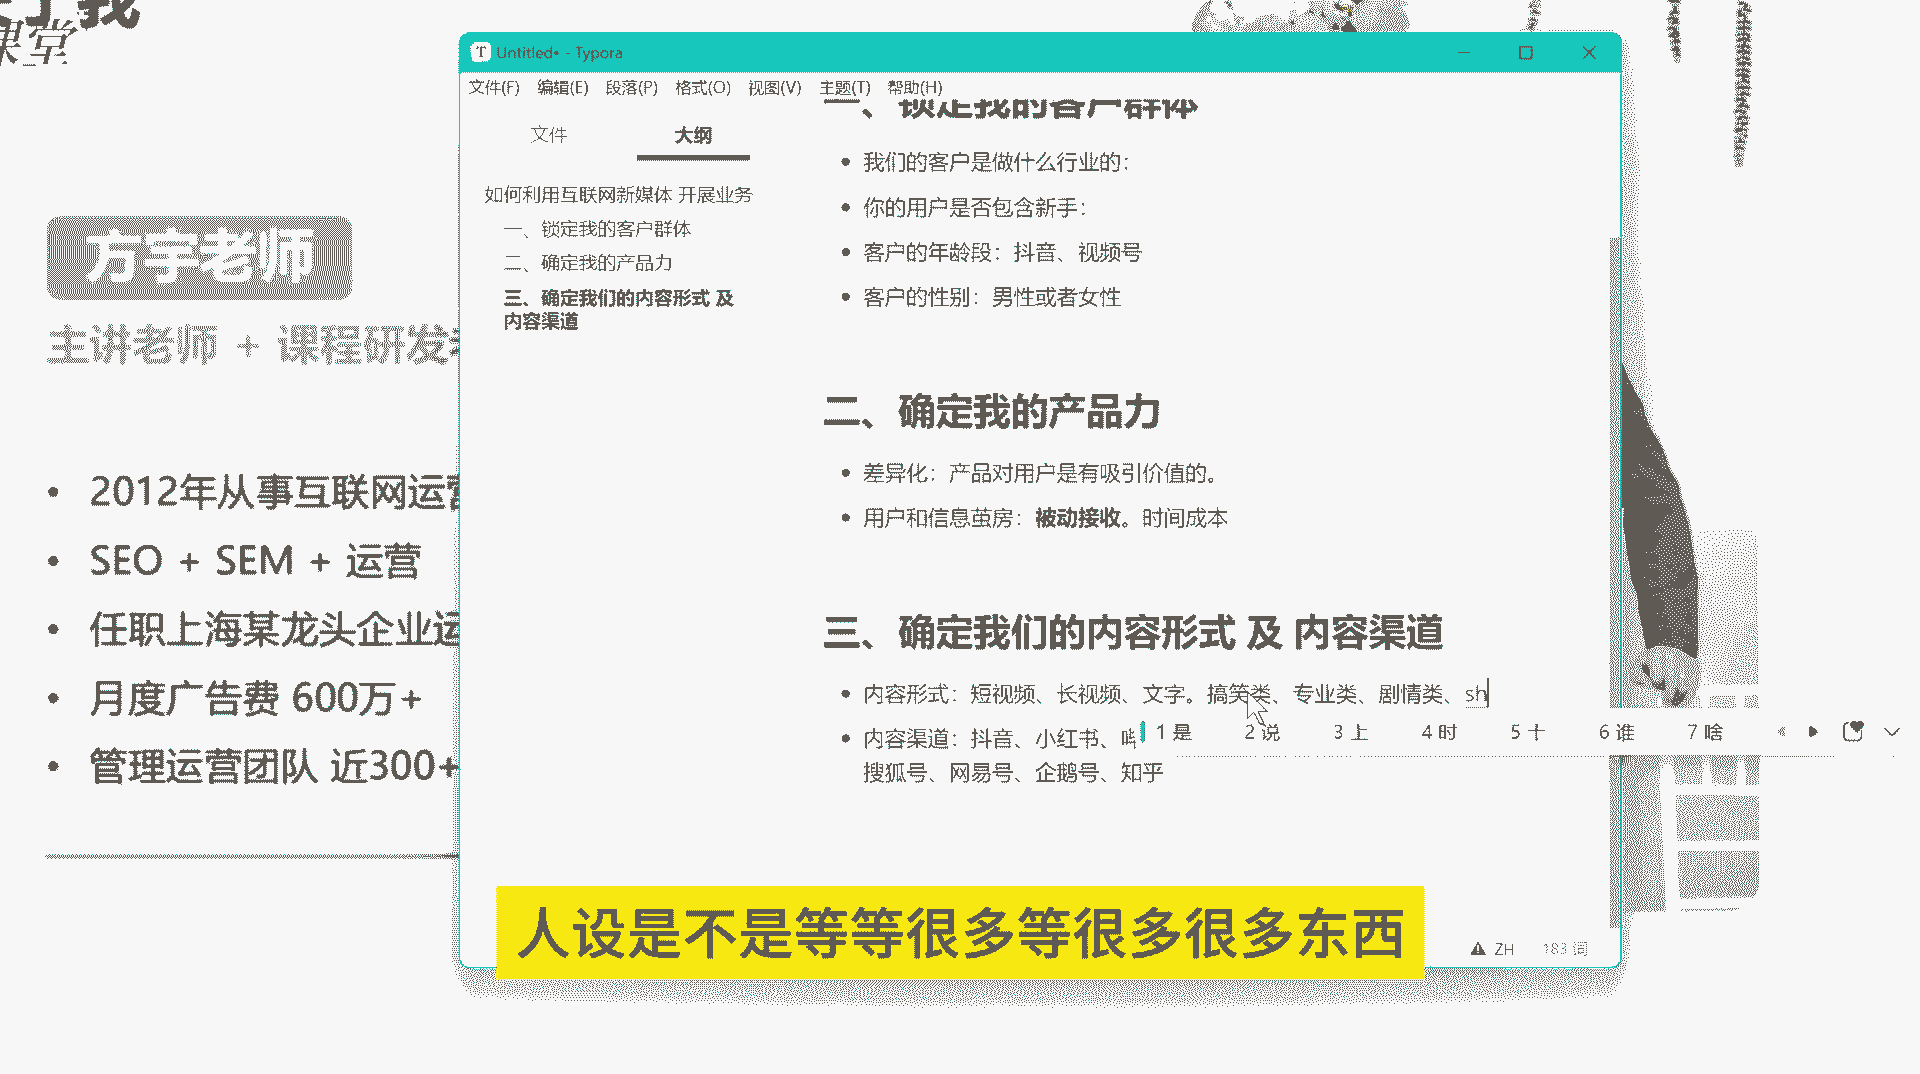 我
课堂
方宇老师
主讲老师 + 课程研发
• 2012年从事互联网运营
• SEO + SEM + 运营
• 任职上海某龙头企业运
• 月度广告费 600万+
• 管理运营团队 近300+
Untitled• - Typora
文件(F) 编辑(E) 段落(P) 格式(O) 视图(V) 主题(T) 帮助(H)
文件 大纲
如何利用互联网新媒体 开展业务
一、锁定我的客户群体
二、确定我的产品力
三、确定我们的内容形式 及
内容渠道
一、锁定我的客户群体
• 我们的客户是做什么行业的：
• 你的用户是否包含新手：
• 客户的年龄段：抖音、视频号
• 客户的性别：男性或者女性
二、确定我的产品力
• 差异化：产品对用户是有吸引价值的。
• 用户和信息茧房：被动接收。时间成本
三、确定我们的内容形式 及 内容渠道
• 内容形式：短视频、长视频、文字。搞笑类、专业类、剧情类、sh
1 是 2 说 3 上 4 时 5 十 6 谁 7 啥
• 内容渠道：抖音、小红书、
搜狐号、网易号、企鹅号、知乎
人设是不是等等很多等很多很多东西
ZH 183 词